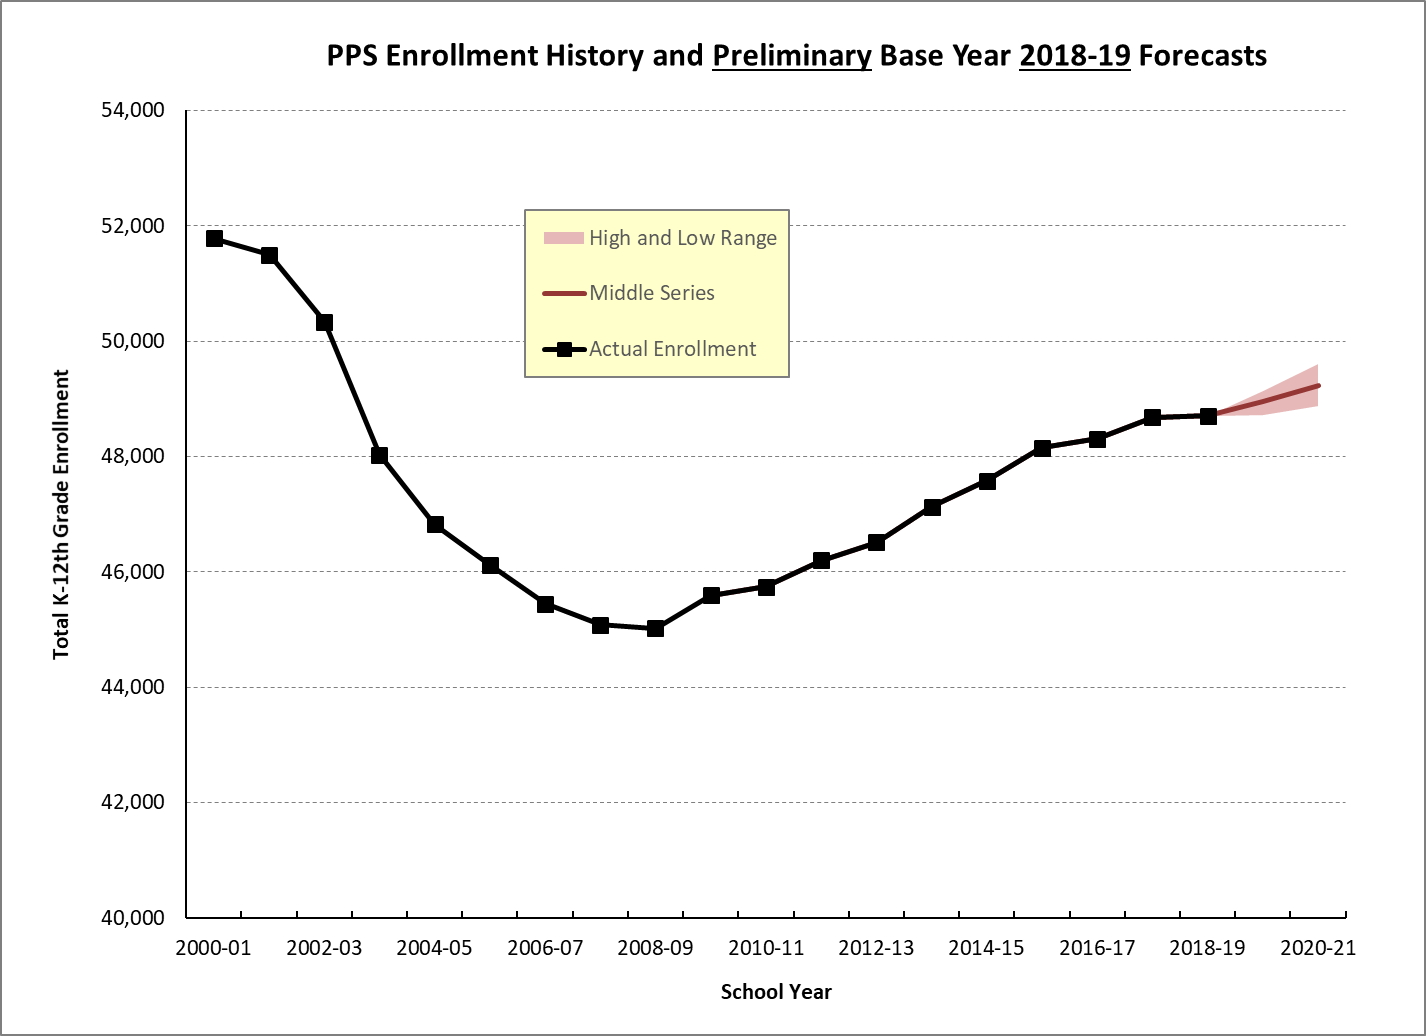 PPS Enrollment History and Preliminary Base Year 2018-19 Forecasts
54,000
52,000
50,000
48,000
46,000
44,000
42,000
40,000
Total K-12th Grade Enrollment
High and Low Range
Middle Series
Actual Enrollment
2000-01 2002-03 2004-05 2006-07 2008-09 2010-11 2012-13 2014-15 2016-17 2018-19 2020-21
School Year